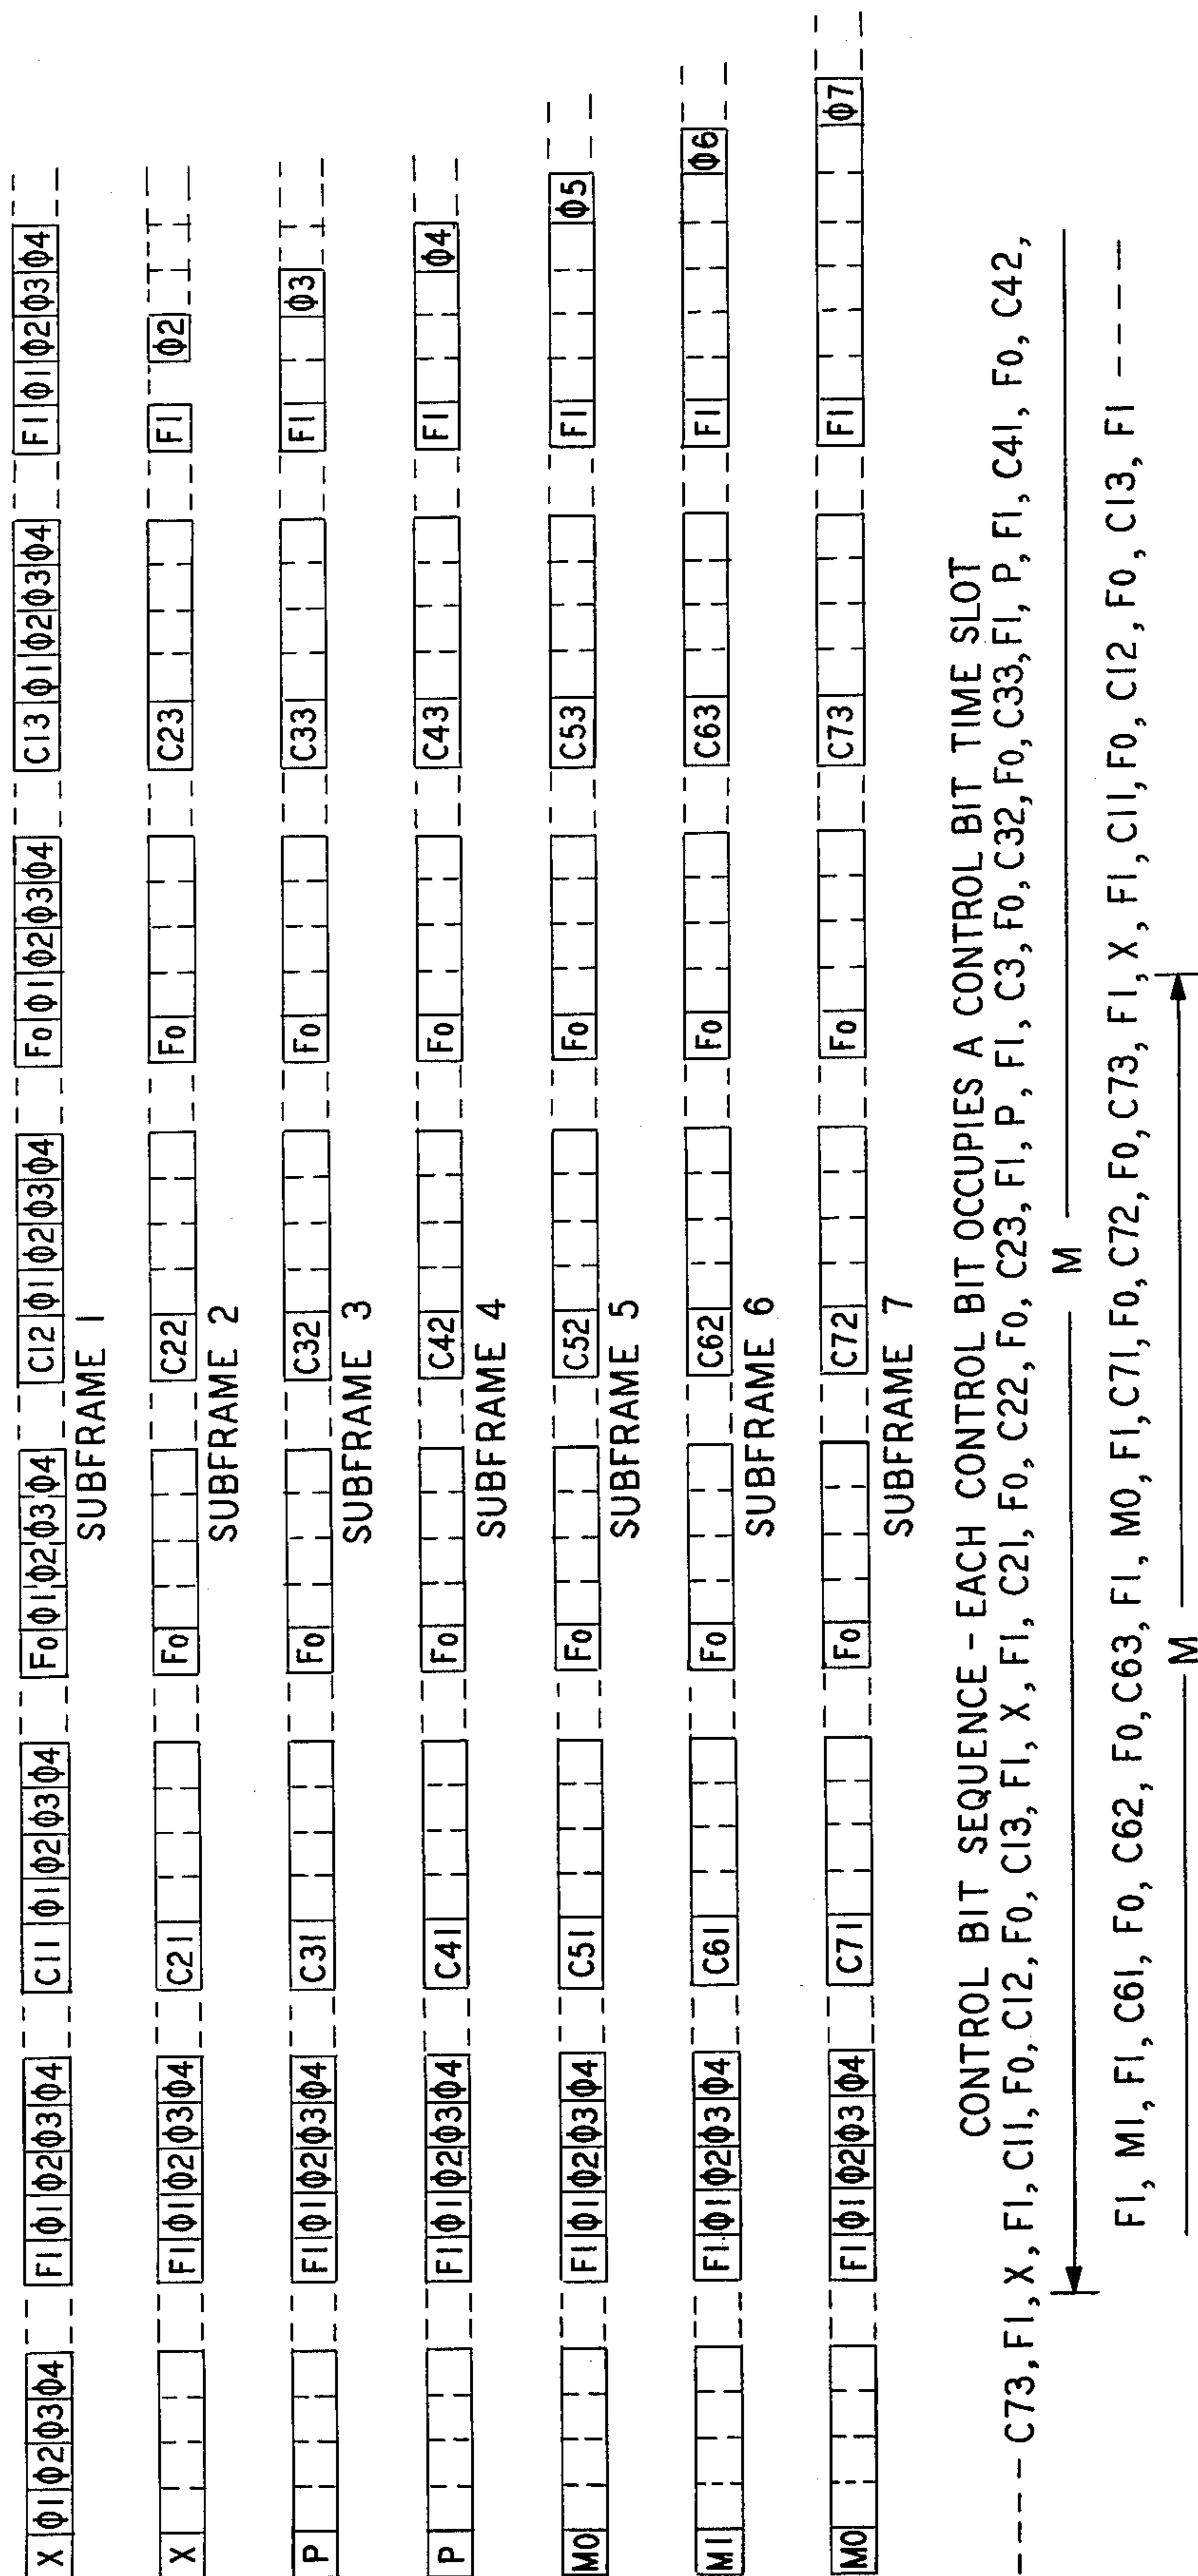 X Φ1 Φ2 Φ3 Φ4 F1 Φ1 Φ2 Φ3 Φ4 C11 Φ1 Φ2 Φ3 Φ4 F0 Φ1 Φ2 Φ3 Φ4 C12 Φ1 Φ2 Φ3 Φ4 F0 Φ1 Φ2 Φ3 Φ4 C13 Φ1 Φ2 Φ3 Φ4 F1 Φ1 Φ2 Φ3 Φ4
SUBFRAME 1
X F1 Φ1 Φ2 Φ3 Φ4 C21 F0 C22 F0 C23 F1 Φ2
SUBFRAME 2
P F1 Φ1 Φ2 Φ3 Φ4 C31 F0 C32 F0 C33 F1 Φ3
SUBFRAME 3
P F1 Φ1 Φ2 Φ3 Φ4 C41 F0 C42 F0 C43 F1 Φ4
SUBFRAME 4
M0 F1 Φ1 Φ2 Φ3 Φ4 C51 F0 C52 F0 C53 F1 Φ5
SUBFRAME 5
M1 F1 Φ1 Φ2 Φ3 Φ4 C61 F0 C62 F0 C63 F1 Φ6
SUBFRAME 6
M0 F1 Φ1 Φ2 Φ3 Φ4 C71 F0 C72 F0 C73 F1 Φ7
SUBFRAME 7
CONTROL BIT SEQUENCE - EACH CONTROL BIT OCCUPIES A CONTROL BIT TIME SLOT
---- C73, F1, X, F1, C11, F0, C12, F0, C13, F1, X, F1, C21, F0, C22, F0, C23, F1, P, F1, C3, F0, C32, F0, C33, F1, P, F1, C41, F0, C42,
M
F1, M1, F1, C61, F0, C62, F0, C63, F1, M0, F1, C71, F0, C72, F0, C73, F1, X, F1, C11, F0, C12, F0, C13, F1 ----
M